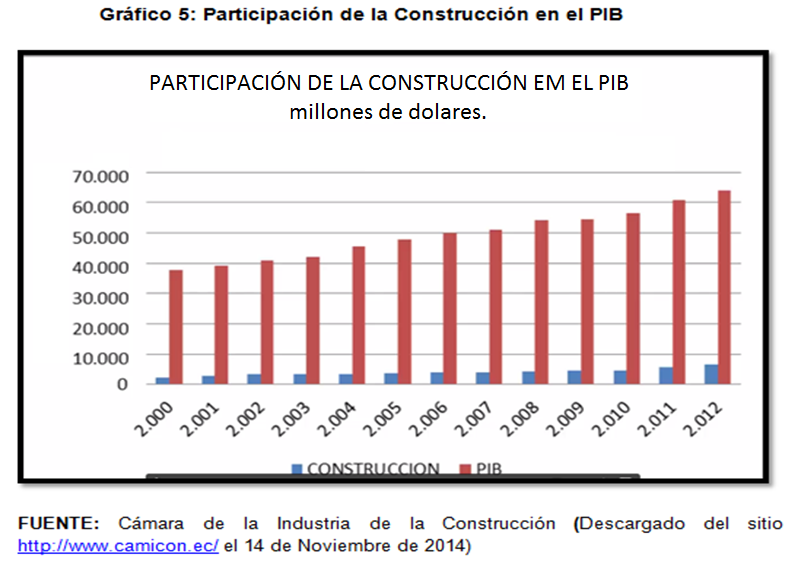 Gráfico 5: Participación de la Construcción en el PIB
PARTICIPACIÓN DE LA CONSTRUCCIÓN EM EL PIB
millones de dolares.
70.000
60.000
50.000
40.000
30.000
20.000
10.000
0
2.000 2.001 2.002 2.003 2.004 2.005 2.006 2.007 2.008 2.009 2.010 2.011 2.012
CONSTRUCCION PIB
FUENTE: Cámara de la Industria de la Construcción (Descargado del sitio
http://www.camicon.ec/ el 14 de Noviembre de 2014)